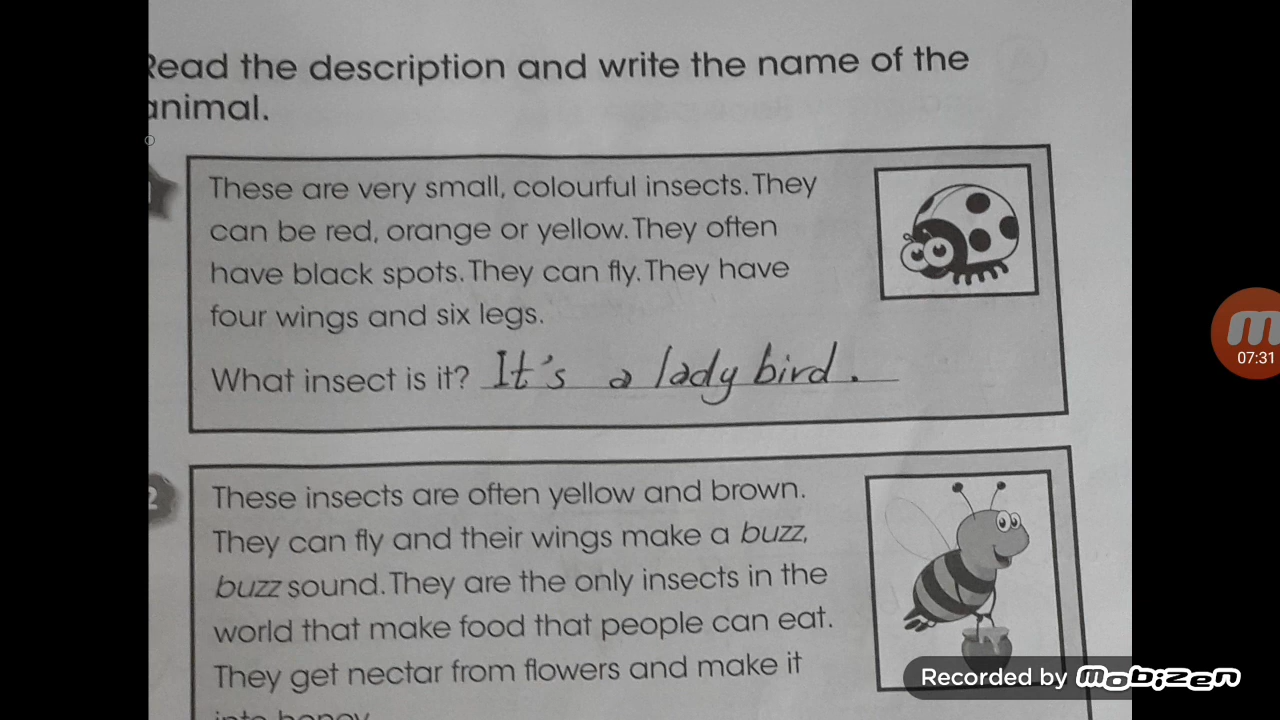 Read the description and write the name of the
animal.
These are very small, colourful insects. They
can be red, orange or yellow. They often
have black spots. They can fly. They have
four wings and six legs.
What insect is it? It's a lady bird.
2
These insects are often yellow and brown.
They can fly and their wings make a buzz,
buzz sound. They are the only insects in the
world that make food that people can eat.
They get nectar from flowers and make it
into honey
07:31
Recorded by mobizen